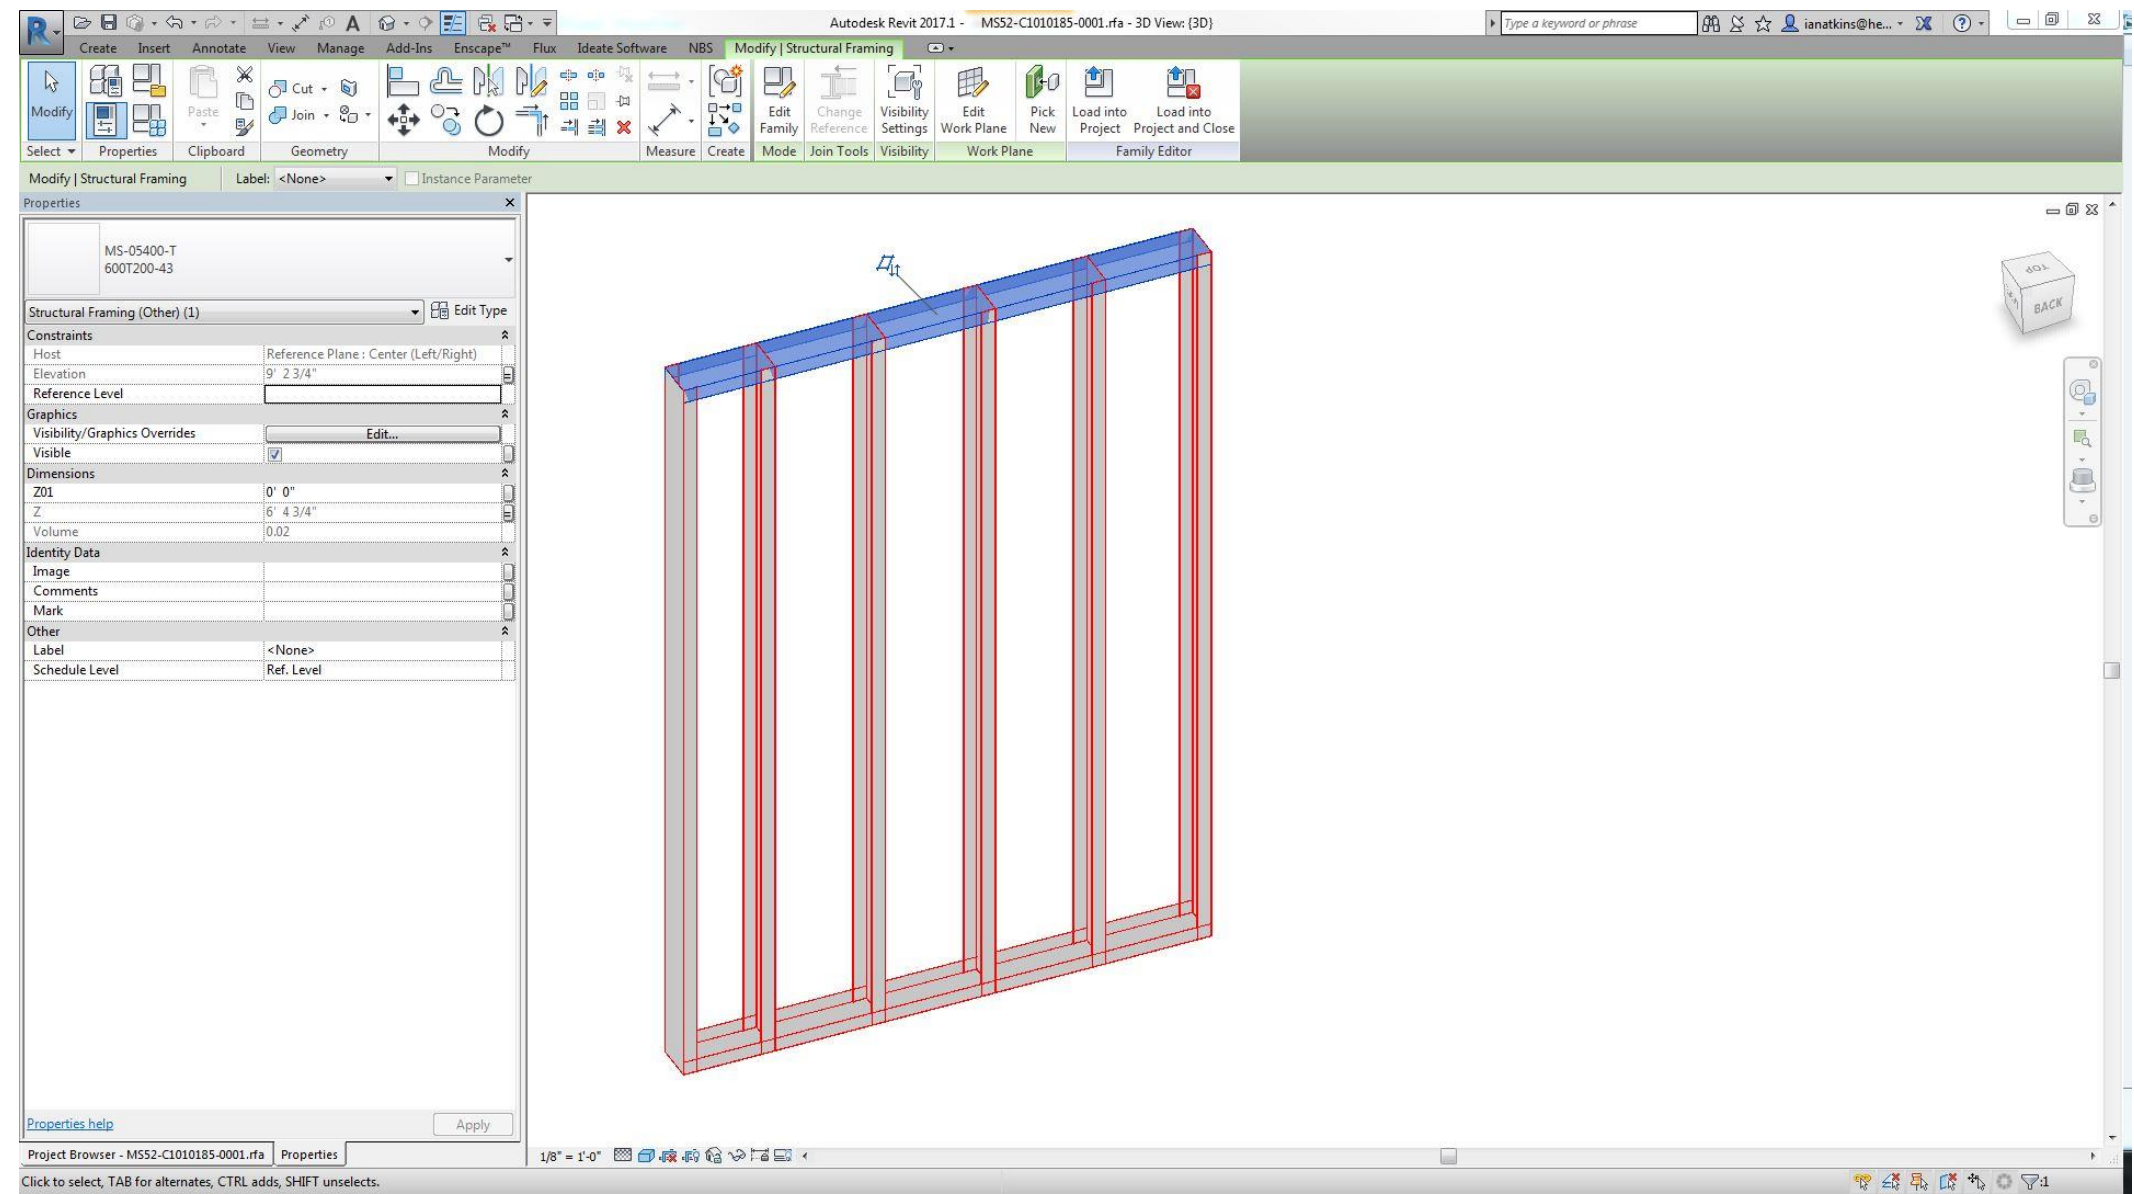 Autodesk Revit 2017.1 - MS52-C1010185-0001.rfa - 3D View: {3D}
Type a keyword or phrase
ianatkins@he...
Create Insert Annotate View Manage Add-Ins Enscape™ Flux Ideate Software NBS Modify | Structural Framing
Modify
Paste
Cut
Join
Edit Family
Change Reference
Visibility Settings
Edit Work Plane
Pick New
Load into Project
Load into Project and Close
Select Properties Clipboard Geometry Modify Measure Create Mode Join Tools Visibility Work Plane Family Editor
Modify | Structural Framing Label: <None> Instance Parameter
Properties
MS-05400-T
600T200-43
Structural Framing (Other) (1) Edit Type
Constraints
Host Reference Plane : Center (Left/Right)
Elevation 9' 2 3/4"
Reference Level
Graphics
Visibility/Graphics Overrides Edit...
Visible
Dimensions
Z01 0' 0"
Z 6' 4 3/4"
Volume 0.02
Identity Data
Image
Comments
Mark
Other
Label <None>
Schedule Level Ref. Level
TOP
BACK
Properties help Apply
Project Browser - MS52-C1010185-0001.rfa Properties
1/8" = 1'-0"
Click to select, TAB for alternates, CTRL adds, SHIFT unselects.
:1